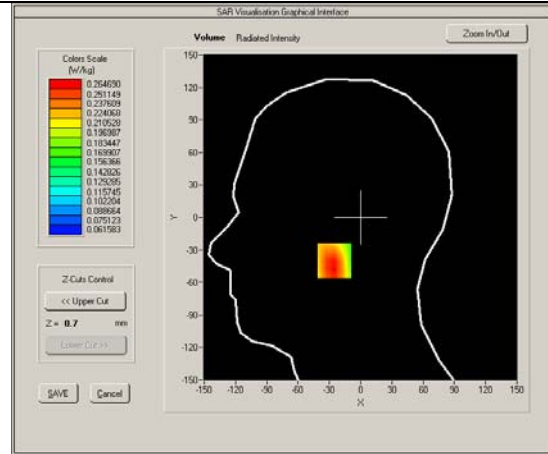 SAR Visualisation Graphical Interface
Volume Radiated Intensity
Zoom In/Out
Colors Scale
(W/kg)
0.264690
0.251149
0.237609
0.224068
0.210528
0.196987
0.183447
0.169907
0.156366
0.142826
0.129285
0.115745
0.102204
0.088664
0.075123
0.061583
Z-Cuts Control
<< Upper Cut
Z = 0.7 mm
Lower Cut >>
SAVE Cancel
150
120
90
60
30
0
-30
-60
-90
-120
-150
Y
-150 -120 -90 -60 -30 0 30 60 90 120 150
X